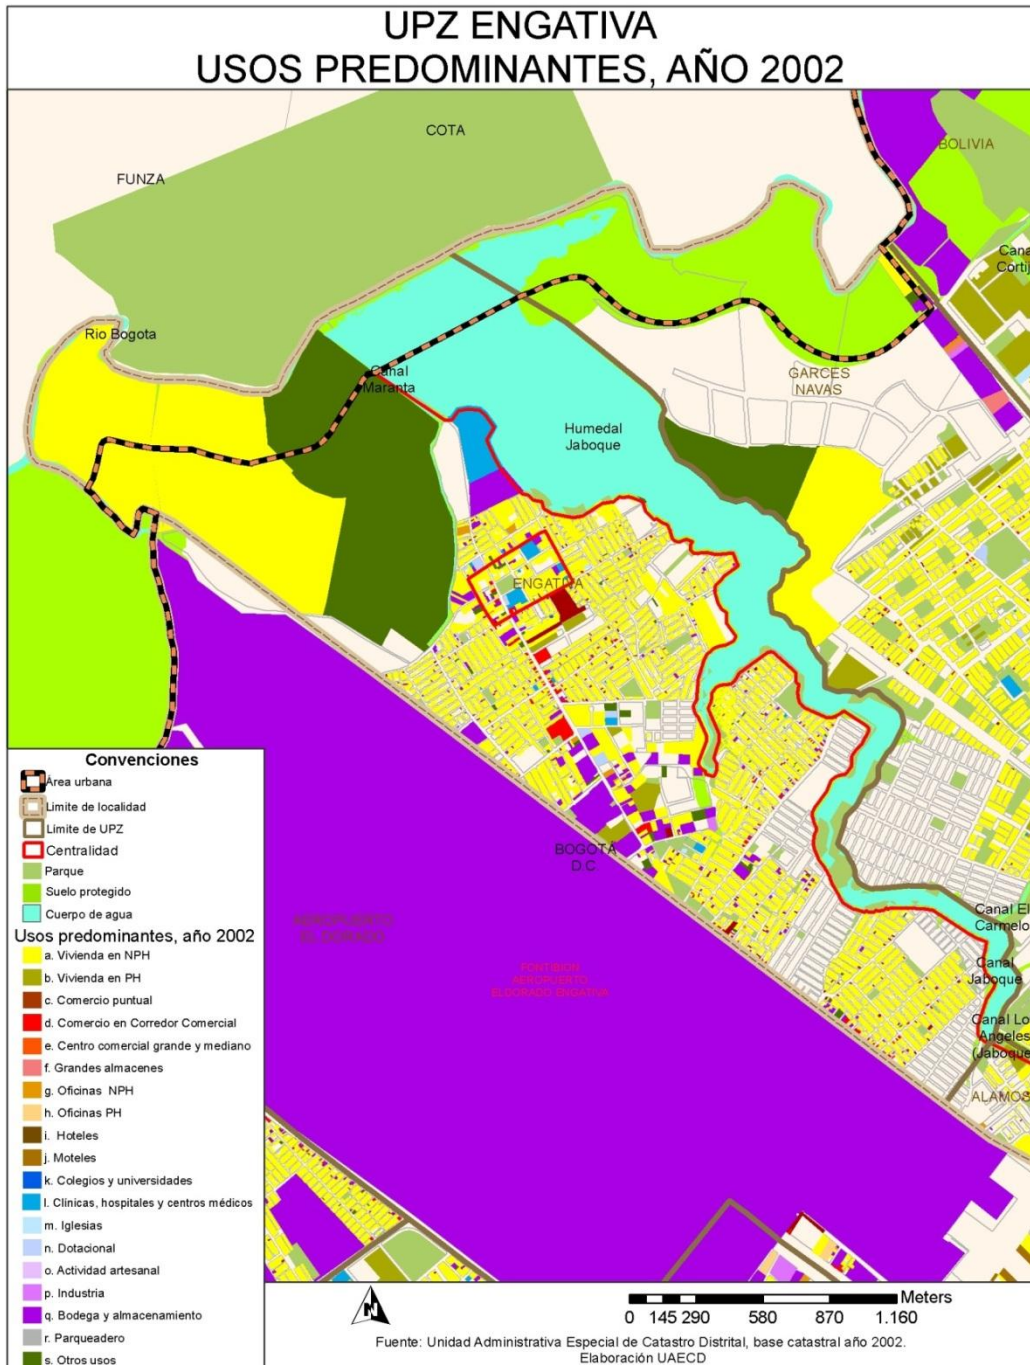 UPZ ENGATIVA
USOS PREDOMINANTES, AÑO 2002
COTA
FUNZA
BOLIVIA
Cana
Cortij
Rio Bogota
Canal
Maranta
GARCES
NAVAS
Humedal
Jaboque
ENGATIVA
BOGOTA
D.C.
AEROPUERTO
EL DORADO
FONTIBION
AEROPUERTO
ELDORADO ENGATIVA
Canal El
Carmelo
Canal
Jaboque
Canal Lo
Angeles
(Jaboque
ALAMOS
Convenciones
Área urbana
Limite de localidad
Límite de UPZ
Centralidad
Parque
Suelo protegido
Cuerpo de agua
Usos predominantes, año 2002
a. Vivienda en NPH
b. Vivienda en PH
c. Comercio puntual
d. Comercio en Corredor Comercial
e. Centro comercial grande y mediano
f. Grandes almacenes
g. Oficinas NPH
h. Oficinas PH
i. Hoteles
j. Moteles
k. Colegios y universidades
l. Clínicas, hospitales y centros médicos
m. Iglesias
n. Dotacional
o. Actividad artesanal
p. Industria
q. Bodega y almacenamiento
r. Parqueadero
s. Otros usos
N
Meters
0 145 290 580 870 1.160
Fuente: Unidad Administrativa Especial de Catastro Distrital, base catastral año 2002.
Elaboración UAECD